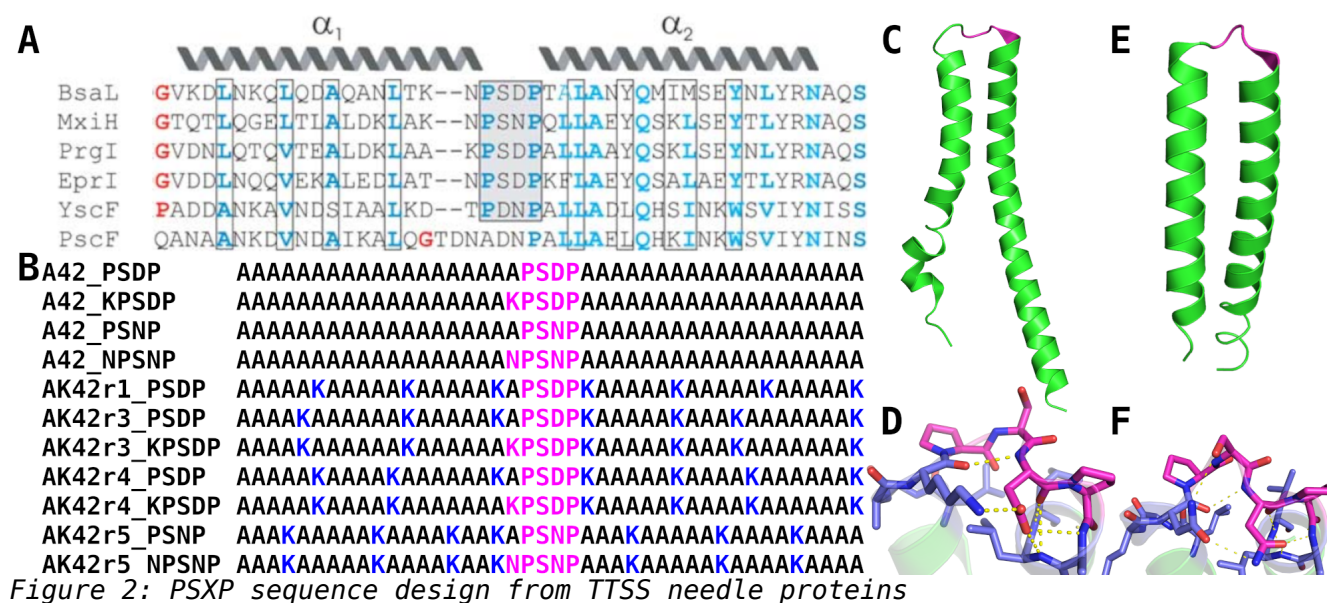 A
α1
α2
BsaL GVKDLNKQLQDAQANLTK--NPSDPTALANYQMIMSEYNLYRNAQS
MxiH GTQTLQGELTLALDKLAK--NPSNPQLLAEYQSKLSEYTLYRNAQS
PrgI GVDNLQTQVTEALDKLAA--KPSDPALLAAYQSKLSEYNLYRNAQS
EprI GVDDLNQQVEKALEDLAT--NPSDPKFLAEYQSALAEYTLYRNAQS
YscF PADDANKAVNDSIAALKD--TPDNPALLADLQHSINKWSVIYNISS
PscF QANAANKDVNDAIKALQGTDNADNPALLAELQHKINKWSVIYNINS
B
A42_PSDP AAAAAAAAAAAAAAAAAAAPSDPAAAAAAAAAAAAAAAAAAA
A42_KPSDP AAAAAAAAAAAAAAAAAAKPSDPAAAAAAAAAAAAAAAAAAA
A42_PSNP AAAAAAAAAAAAAAAAAAAPSNPAAAAAAAAAAAAAAAAAAA
A42_NPSNP AAAAAAAAAAAAAAAAAANPSNPAAAAAAAAAAAAAAAAAAA
AK42r1_PSDP AAAAAKAAAAAKAAAAAKAPSDPKAAAAAKAAAAAKAAAAAK
AK42r3_PSDP AAAAKAAAAAAKAAAAAKAPSDPKAAAAAKAAAAKAAAAAAK
AK42r3_KPSDP AAAAKAAAAAAKAAAAAAKPSDPKAAAAAKAAAAKAAAAAAK
AK42r4_PSDP AAAAAKAAAAKAAAAAAKAPSDPKAAAAAKAAAAKAAAAAAK
AK42r4_KPSDP AAAAAKAAAAKAAAAAAAKPSDPKAAAAAKAAAAKAAAAAAK
AK42r5_PSNP AAAKAAAAAKAAAAKAAKAPSNPAAAKAAAAAKAAAAKAAAA
AK42r5_NPSNP AAAKAAAAAKAAAAKAAKNPSNPAAAKAAAAAKAAAAKAAAA
C
E
D
F
Figure 2: PSXP sequence design from TTSS needle proteins